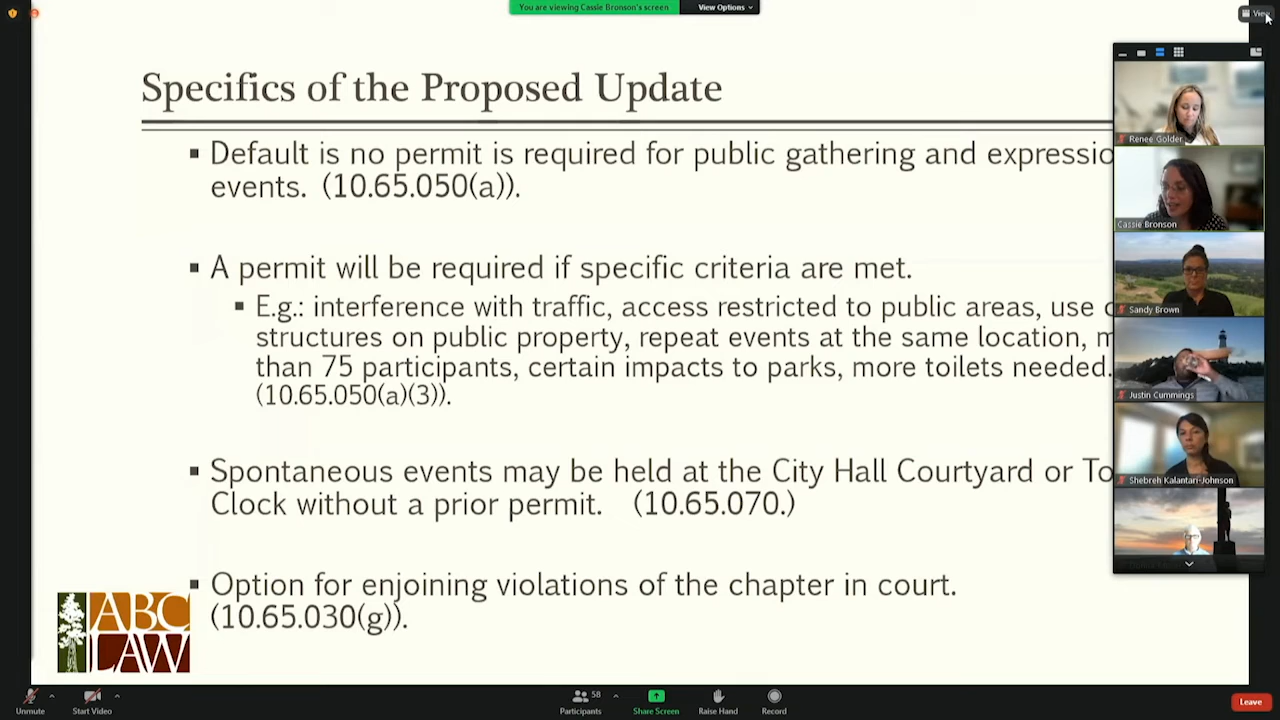 You are viewing Cassie Bronson's screen
View Options
View
Specifics of the Proposed Update
Default is no permit is required for public gathering and expressio
events. (10.65.050(a)).
A permit will be required if specific criteria are met.
E.g.: interference with traffic, access restricted to public areas, use
structures on public property, repeat events at the same location,
than 75 participants, certain impacts to parks, more toilets needed.
(10.65.050(a)(3)).
Spontaneous events may be held at the City Hall Courtyard or To
Clock without a prior permit. (10.65.070.)
Option for enjoining violations of the chapter in court.
(10.65.030(g)).
ABC
LAW
Renee Golder
Cassie Bronson
Sandy Brown
Justin Cummings
Shebreh Kalantari-Johnson
Unmute
Start Video
58
Participants
Share Screen
Raise Hand
Record
Leave